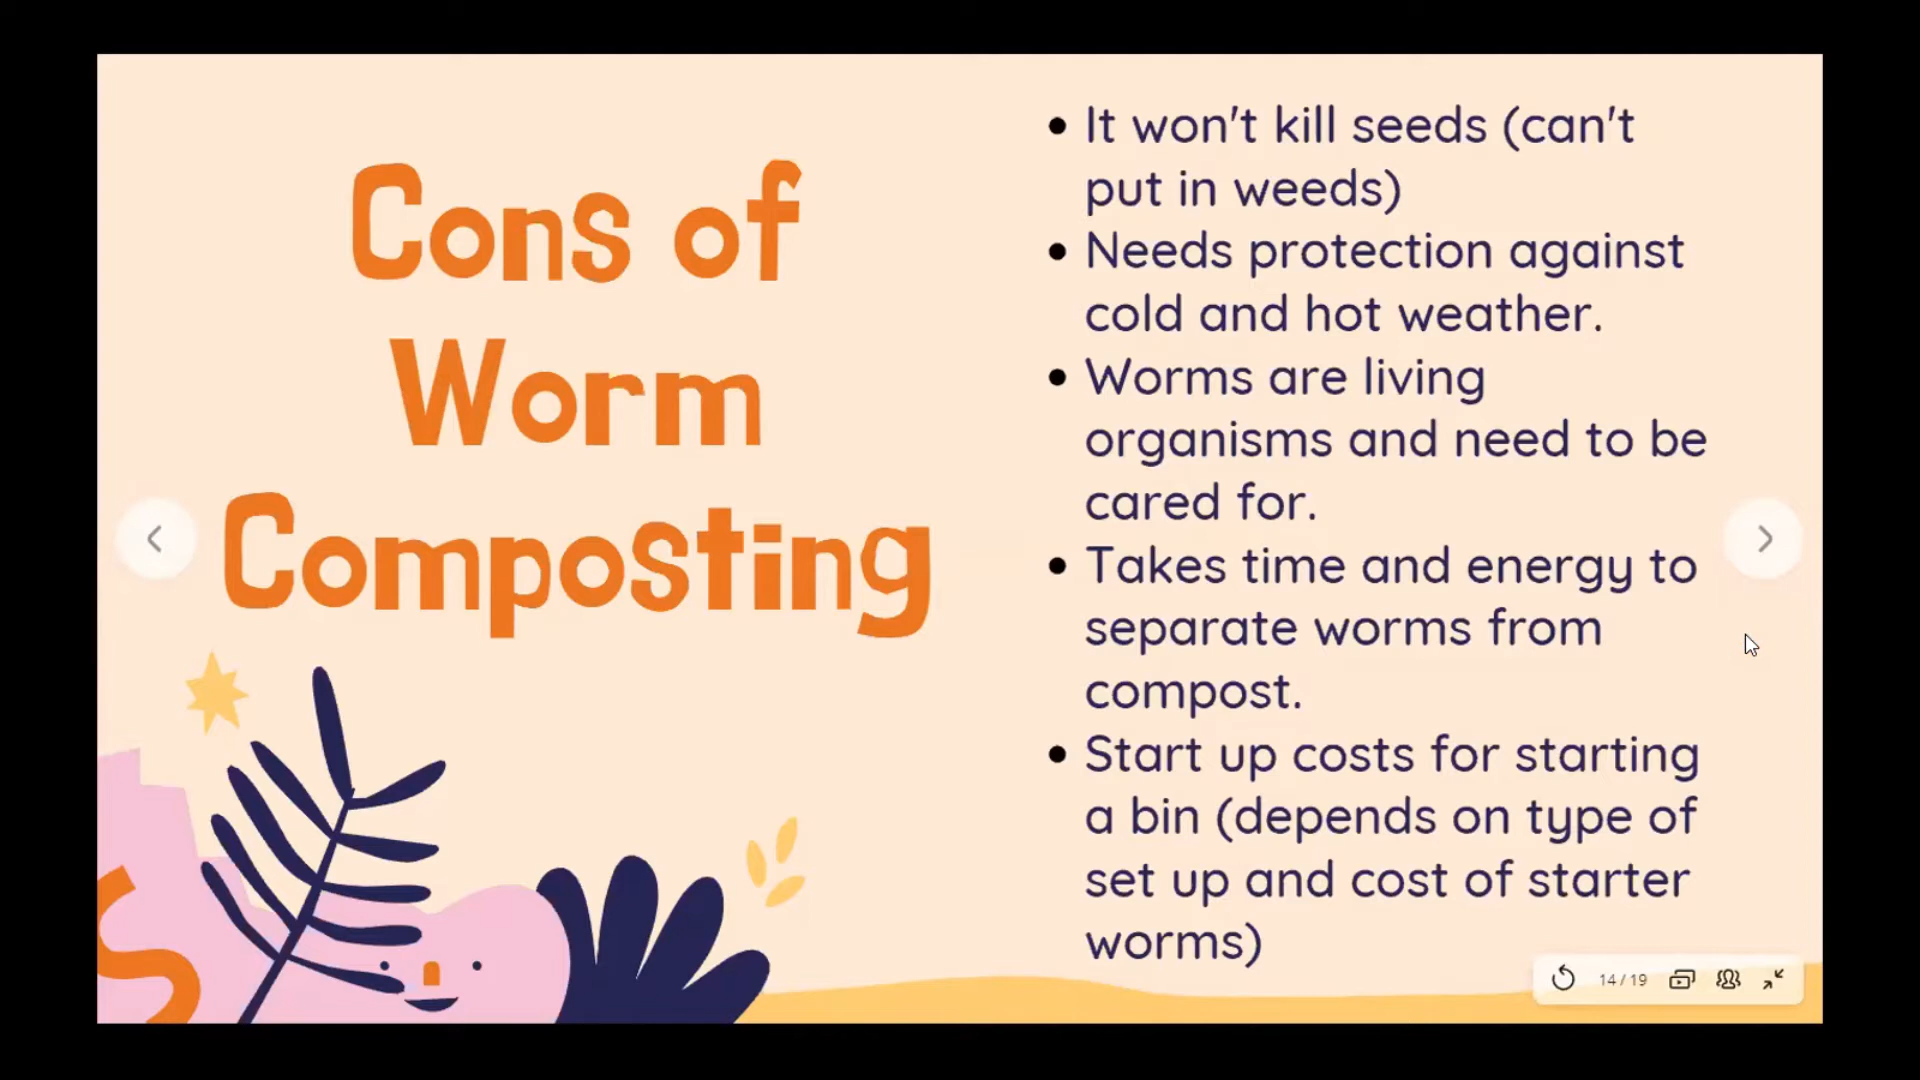 Cons of
Worm
Composting
• It won't kill seeds (can't
put in weeds)
• Needs protection against
cold and hot weather.
• Worms are living
organisms and need to be
cared for.
• Takes time and energy to
separate worms from
compost.
• Start up costs for starting
a bin (depends on type of
set up and cost of starter
worms)
14 / 19